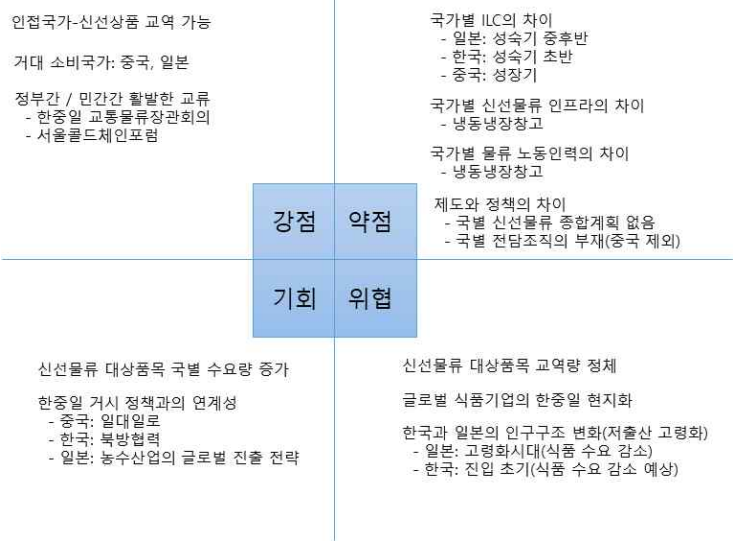 인접국가-신선상품 교역 가능
거대 소비국가: 중국, 일본
정부간 / 민간간 활발한 교류
- 한중일 교통물류장관회의
- 서울콜드체인포럼
국가별 ILC의 차이
- 일본: 성숙기 중후반
- 한국: 성숙기 초반
- 중국: 성장기
국가별 신선물류 인프라의 차이
- 냉동냉장창고
국가별 물류 노동인력의 차이
- 냉동냉장창고
제도와 정책의 차이
- 국별 신선물류 종합계획 없음
- 국별 전담조직의 부재(중국 제외)
강점 약점
기회 위협
신선물류 대상품목 국별 수요량 증가
한중일 거시 정책과의 연계성
- 중국: 일대일로
- 한국: 북방협력
- 일본: 농수산업의 글로벌 진출 전략
신선물류 대상품목 교역량 정체
글로벌 식품기업의 한중일 현지화
한국과 일본의 인구구조 변화(저출산 고령화)
- 일본: 고령화시대(식품 수요 감소)
- 한국: 진입 초기(식품 수요 감소 예상)